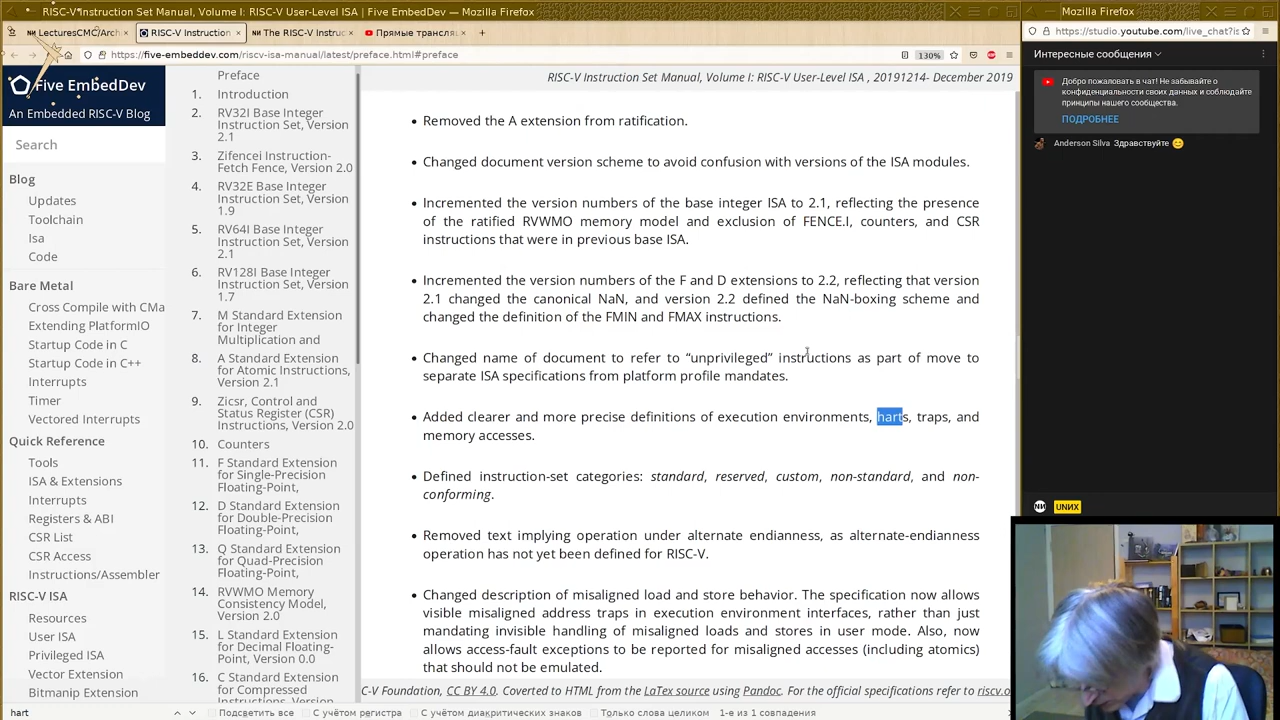 RISC-V Instruction Set Manual, Volume I: RISC-V User-Level ISA | Five EmbedDev — Mozilla Firefox
Mozilla Firefox
LecturesCMC/Arch
RISC-V Instruction
The RISC-V Instruct
Прямые трансляц
https://five-embeddev.com/riscv-isa-manual/latest/preface.html#preface
130%
https://studio.youtube.com/live_chat?is
Five EmbedDev
An Embedded RISC-V Blog
Search
Blog
Updates
Toolchain
Isa
Code
Bare Metal
Cross Compile with CMa
Extending PlatformIO
Startup Code in C
Startup Code in C++
Interrupts
Timer
Vectored Interrupts
Quick Reference
Tools
ISA & Extensions
Interrupts
Registers & ABI
CSR List
CSR Access
Instructions/Assembler
RISC-V ISA
Resources
User ISA
Privileged ISA
Vector Extension
Bitmanip Extension
Preface
1. Introduction
2. RV32I Base Integer
Instruction Set, Version
2.1
3. Zifencei Instruction-
Fetch Fence, Version 2.0
4. RV32E Base Integer
Instruction Set, Version
1.9
5. RV64I Base Integer
Instruction Set, Version
2.1
6. RV128I Base Integer
Instruction Set, Version
1.7
7. M Standard Extension
for Integer
Multiplication and
8. A Standard Extension
for Atomic Instructions,
Version 2.1
9. Zicsr, Control and
Status Register (CSR)
Instructions, Version 2.0
10. Counters
11. F Standard Extension
for Single-Precision
Floating-Point,
12. D Standard Extension
for Double-Precision
Floating-Point,
13. Q Standard Extension
for Quad-Precision
Floating-Point,
14. RVWMO Memory
Consistency Model,
Version 2.0
15. L Standard Extension
for Decimal Floating-
Point, Version 0.0
16. C Standard Extension
for Compressed
Instructions, Version
RISC-V Instruction Set Manual, Volume I: RISC-V User-Level ISA , 20191214- December 2019
• Removed the A extension from ratification.
• Changed document version scheme to avoid confusion with versions of the ISA modules.
• Incremented the version numbers of the base integer ISA to 2.1, reflecting the presence
of the ratified RVWMO memory model and exclusion of FENCE.I, counters, and CSR
instructions that were in previous base ISA.
• Incremented the version numbers of the F and D extensions to 2.2, reflecting that version
2.1 changed the canonical NaN, and version 2.2 defined the NaN-boxing scheme and
changed the definition of the FMIN and FMAX instructions.
• Changed name of document to refer to “unprivileged” instructions as part of move to
separate ISA specifications from platform profile mandates.
• Added clearer and more precise definitions of execution environments, harts, traps, and
memory accesses.
• Defined instruction-set categories: standard, reserved, custom, non-standard, and non-
conforming.
• Removed text implying operation under alternate endianness, as alternate-endianness
operation has not yet been defined for RISC-V.
• Changed description of misaligned load and store behavior. The specification now allows
visible misaligned address traps in execution environment interfaces, rather than just
mandating invisible handling of misaligned loads and stores in user mode. Also, now
allows access-fault exceptions to be reported for misaligned accesses (including atomics)
that should not be emulated.
C-V Foundation, CC BY 4.0. Coverted to HTML from the LaTex source using Pandoc. For the official specifications refer to riscv.o
hart
Подсветить все
С учётом регистра
С учётом диакритических знаков
Только слова целиком
1-е из 1 совпадения
Интересные сообщения
Добро пожаловать в чат! Не забывайте о
конфиденциальности своих данных и соблюдайте
принципы нашего сообщества.
ПОДРОБНЕЕ
Anderson Silva Здравствуйте
UNИX